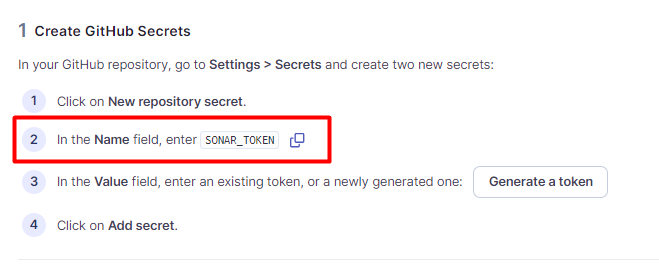 1 Create GitHub Secrets
In your GitHub repository, go to Settings > Secrets and create two new secrets:
1 Click on New repository secret.
2 In the Name field, enter SONAR_TOKEN
3 In the Value field, enter an existing token, or a newly generated one: Generate a token
4 Click on Add secret.